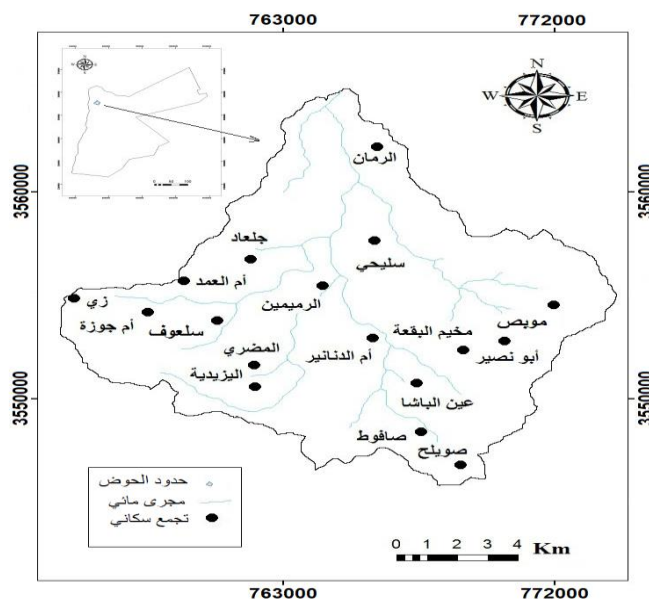 763000 772000
N
W E
S
الرمان
3560000 3560000
جلعاد
سليحي
أم العمد
زي
الرميمين
موبص
أم جوزة
سلعوف
مخيم البقعة
أبو نصير
المضري
أم الدنانير
اليزيدية
3550000 3550000
عين الباشا
صافوط
صويلح
حدود الحوض
مجرى مائي
تجمع سكاني
0 1 2 3 4 Km
763000 772000